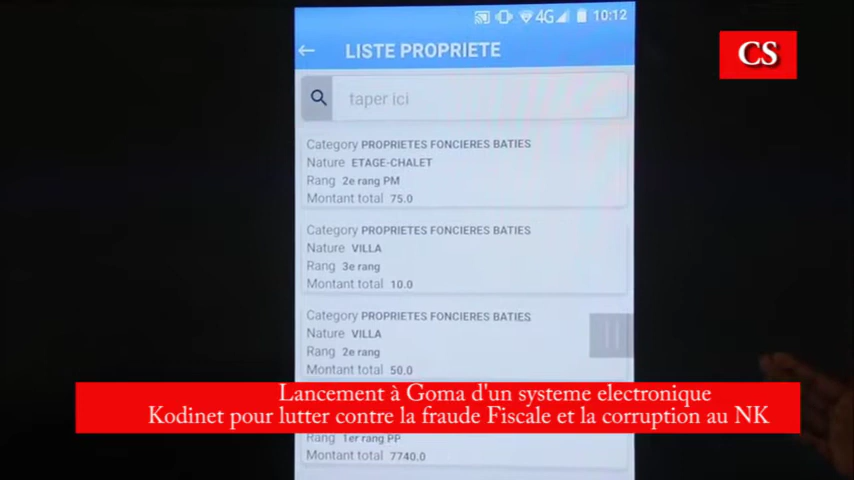 4G 10:12
← LISTE PROPRIETE
CS
taper ici
Category PROPRIETES FONCIERES BATIES
Nature ETAGE-CHALET
Rang 2e rang PM
Montant total 75.0
Category PROPRIETES FONCIERES BATIES
Nature VILLA
Rang 3e rang
Montant total 10.0
Category PROPRIETES FONCIERES BATIES
Nature VILLA
Rang 2e rang
Montant total 50.0
Lancement à Goma d'un systeme electronique
Kodinet pour lutter contre la fraude Fiscale et la corruption au NK
Rang 1er rang PP
Montant total 7740.0